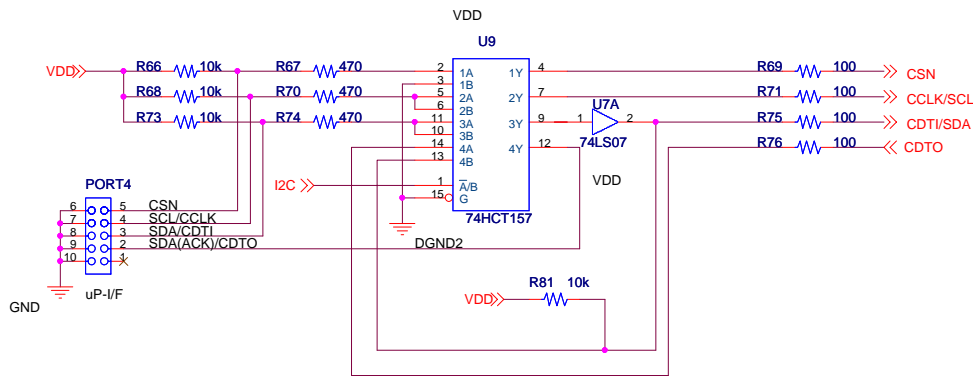 VDD
U9
VDD
R66 10k R67 470
R68 10k R70 470
R73 10k R74 470
2 1A 1Y 4
3 1B
5 2A 2Y 7
6 2B
11 3A 3Y 9
10 3B
14 4A 4Y 12
13 4B
I2C 1 A/B
15 G
74HCT157
U7A
1 2
74LS07
VDD
R69 100 CSN
R71 100 CCLK/SCL
R75 100 CDTI/SDA
R76 100 CDTO
PORT4
6 5 CSN
7 4 SCL/CCLK
8 3 SDA/CDTI
9 2 SDA(ACK)/CDTO
10 1
DGND2
GND
uP-I/F
VDD R81 10k